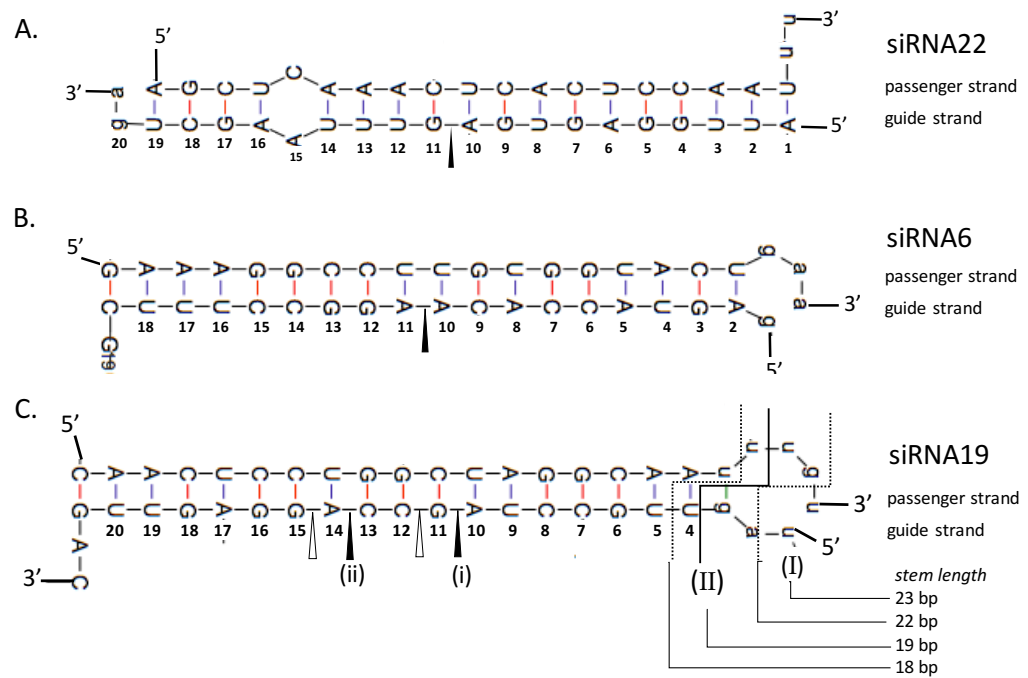 A.
5’
3’
u
u
3’
siRNA22
a A G C U C A A A C U C A C U C C A A U
passenger strand
g U C G A A U U U G A G U G A G G U U A
5’
guide strand
20 19 18 17 16 15 14 13 12 11 10 9 8 7 6 5 4 3 2 1
B.
5’
siRNA6
G A A A G G C C U U G U G G U A C U g a a
passenger strand
C U U U C C G G A A C A C C A U G A g
3’
guide strand
18 17 16 15 14 13 12 11 10 9 8 7 6 5 4 3 2
G 19
5’
C.
5’
siRNA19
C A A C U C C U G G C U A G G C A A u u u g u
3’
passenger strand
G U U G A G G A C C G A U C C G U U g a u
5’
guide strand
20 19 18 17 16 15 14 13 12 11 10 9 8 7 6 5 4
A
3’
C
(ii)
(i)
(II)
(I)
stem length
23 bp
22 bp
19 bp
18 bp